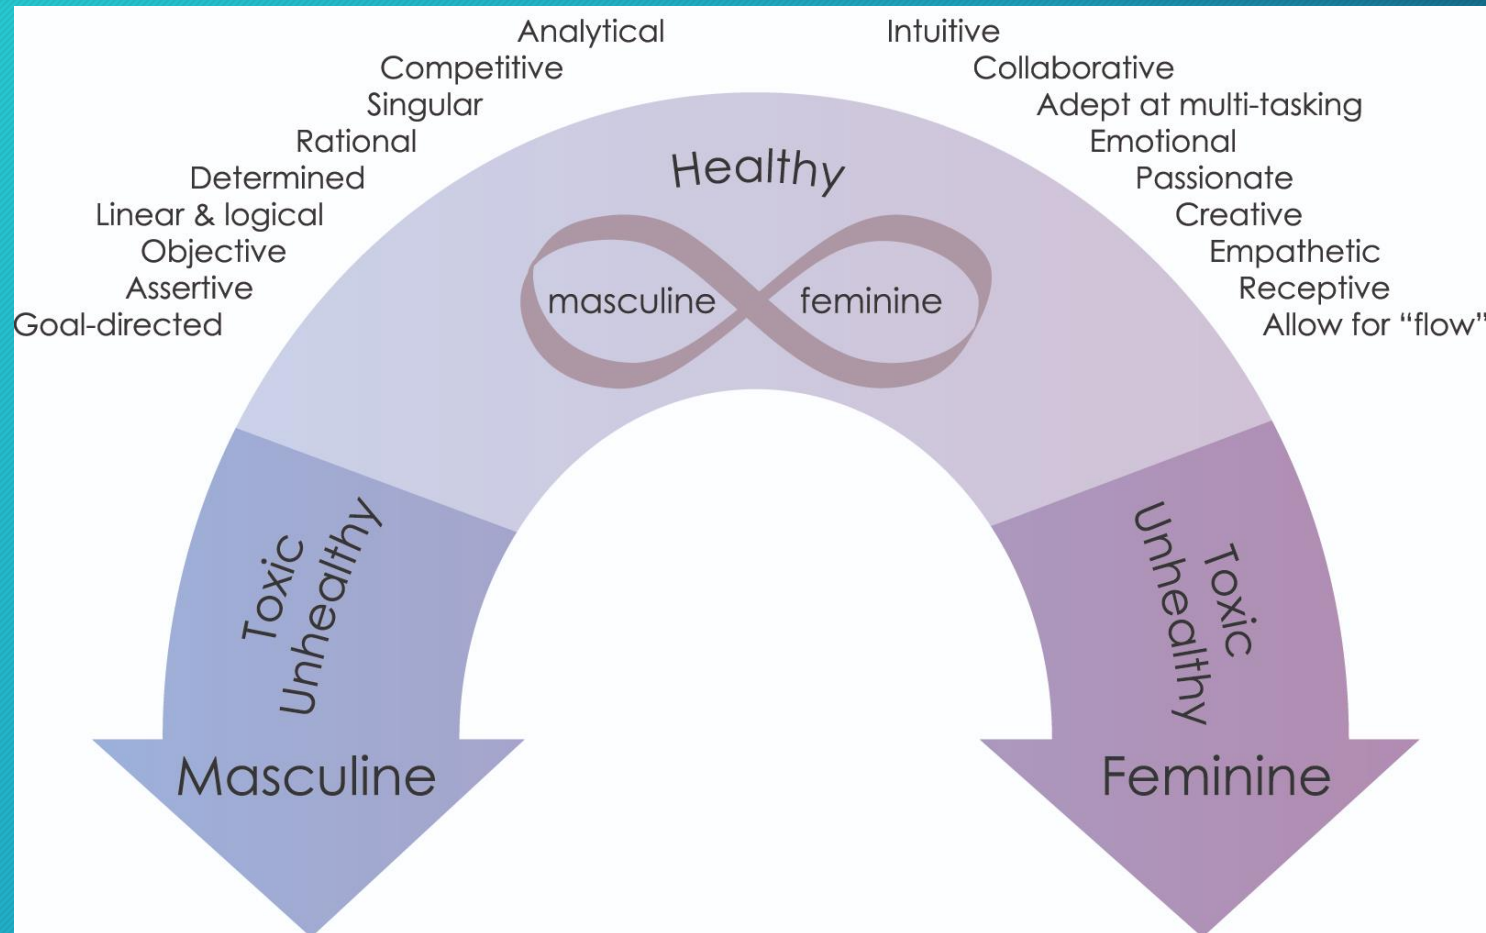 Analytical
Competitive
Singular
Rational
Determined
Linear & logical
Objective
Assertive
Goal-directed
Intuitive
Collaborative
Adept at multi-tasking
Emotional
Passionate
Creative
Empathetic
Receptive
Allow for “flow”
Healthy
masculine
feminine
Toxic
Unhealthy
Masculine
Toxic
Unhealthy
Feminine